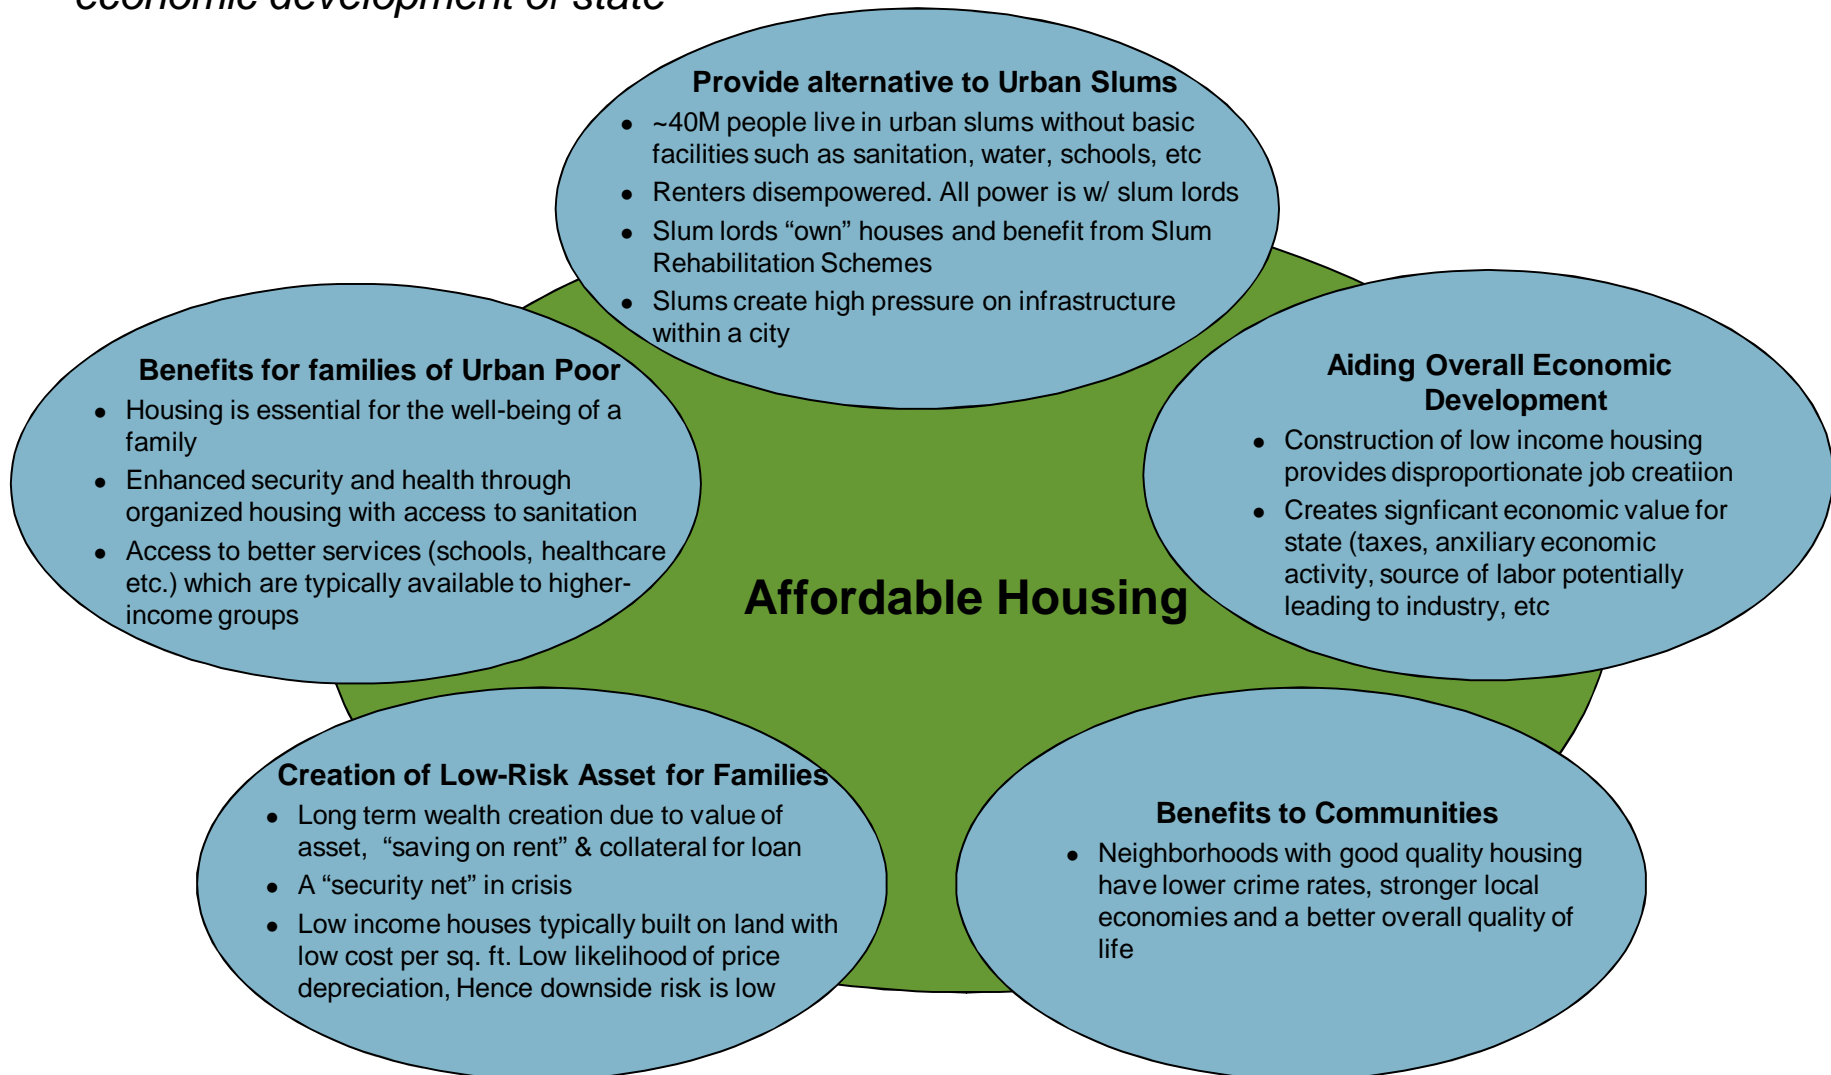 economic development of state
Provide alternative to Urban Slums
● ~40M people live in urban slums without basic
facilities such as sanitation, water, schools, etc
● Renters disempowered. All power is w/ slum lords
● Slum lords “own” houses and benefit from Slum
Rehabilitation Schemes
● Slums create high pressure on infrastructure
within a city
Benefits for families of Urban Poor
● Housing is essential for the well-being of a
family
● Enhanced security and health through
organized housing with access to sanitation
● Access to better services (schools, healthcare
etc.) which are typically available to higher-
income groups
Aiding Overall Economic
Development
● Construction of low income housing
provides disproportionate job creatiion
● Creates signficant economic value for
state (taxes, anxiliary economic
activity, source of labor potentially
leading to industry, etc
Affordable Housing
Creation of Low-Risk Asset for Families
● Long term wealth creation due to value of
asset, “saving on rent” & collateral for loan
● A “security net” in crisis
● Low income houses typically built on land with
low cost per sq. ft. Low likelihood of price
depreciation, Hence downside risk is low
Benefits to Communities
● Neighborhoods with good quality housing
have lower crime rates, stronger local
economies and a better overall quality of
life